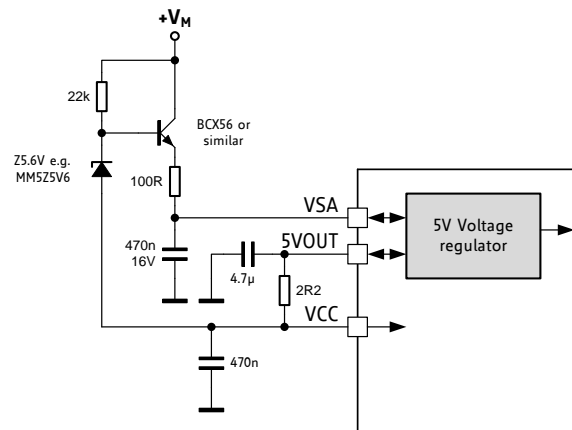 +VM
22k
BCX56 or
similar
Z5.6V e.g.
MM5Z5V6
100R
VSA
5V Voltage
regulator
470n
16V
5VOUT
4.7µ
2R2
VCC
470n